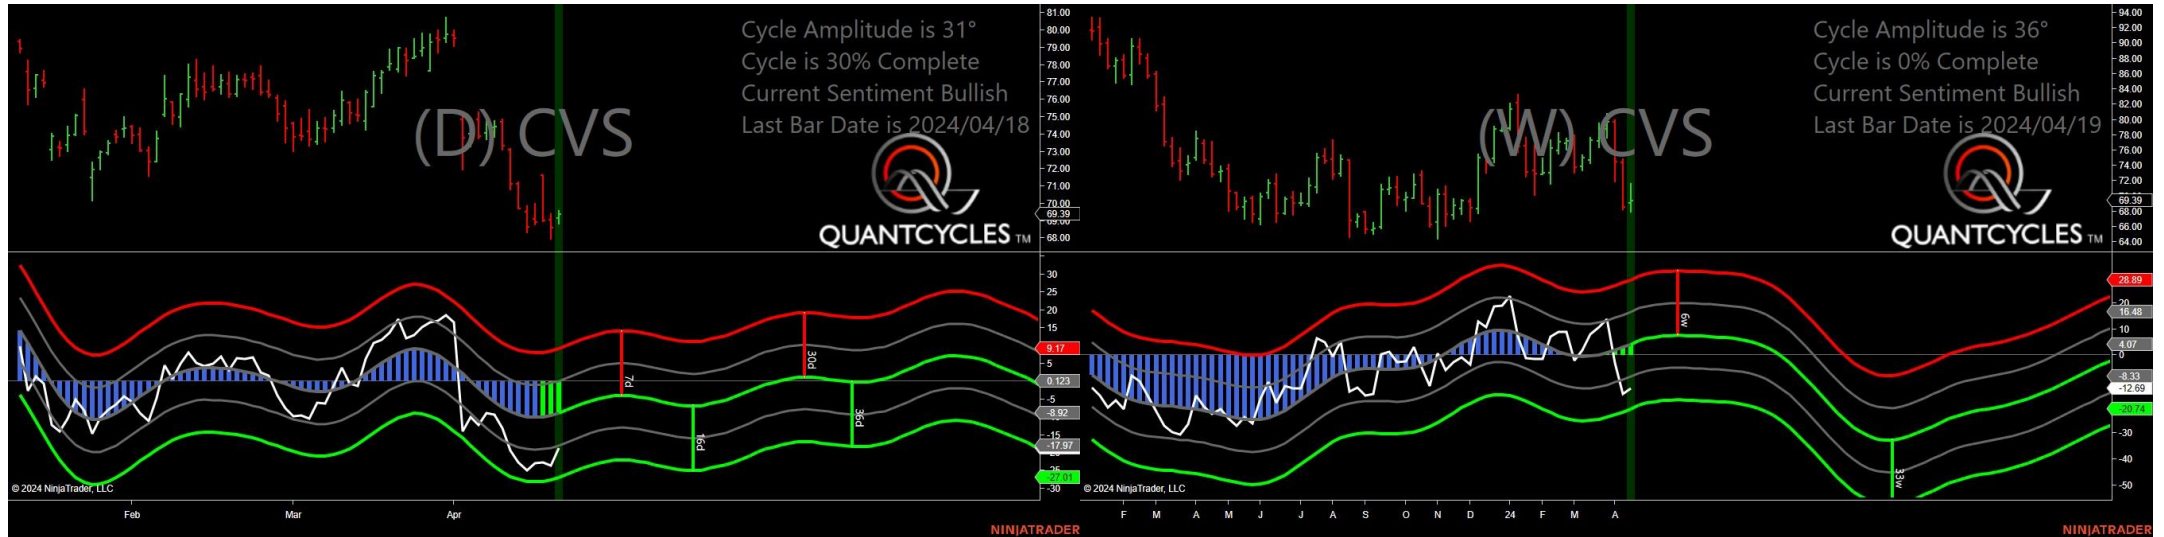 Cycle Amplitude is 31°
Cycle is 30% Complete
Current Sentiment Bullish
Last Bar Date is 2024/04/18
(D) CVS
QUANTCYCLES TM
81.00
80.00
79.00
78.00
77.00
76.00
75.00
74.00
73.00
72.00
71.00
70.00
69.39
68.00
30
25
20
15
9.17
5
0.123
-5
-8.92
-15
-17.97
-27.01
-30
7d
16d
30d
36d
© 2024 NinjaTrader, LLC
Feb
Mar
Apr
NINJATRADER
Cycle Amplitude is 36°
Cycle is 0% Complete
Current Sentiment Bullish
Last Bar Date is 2024/04/19
(W) CVS
QUANTCYCLES TM
94.00
92.00
90.00
88.00
86.00
84.00
82.00
80.00
78.00
76.00
74.00
72.00
69.39
68.00
66.00
64.00
28.89
20
16.48
10
4.07
0
-8.33
-12.69
-20.74
-30
-40
-50
6w
33w
© 2024 NinjaTrader, LLC
F
M
A
M
J
J
A
S
O
N
D
24
F
M
A
NINJATRADER